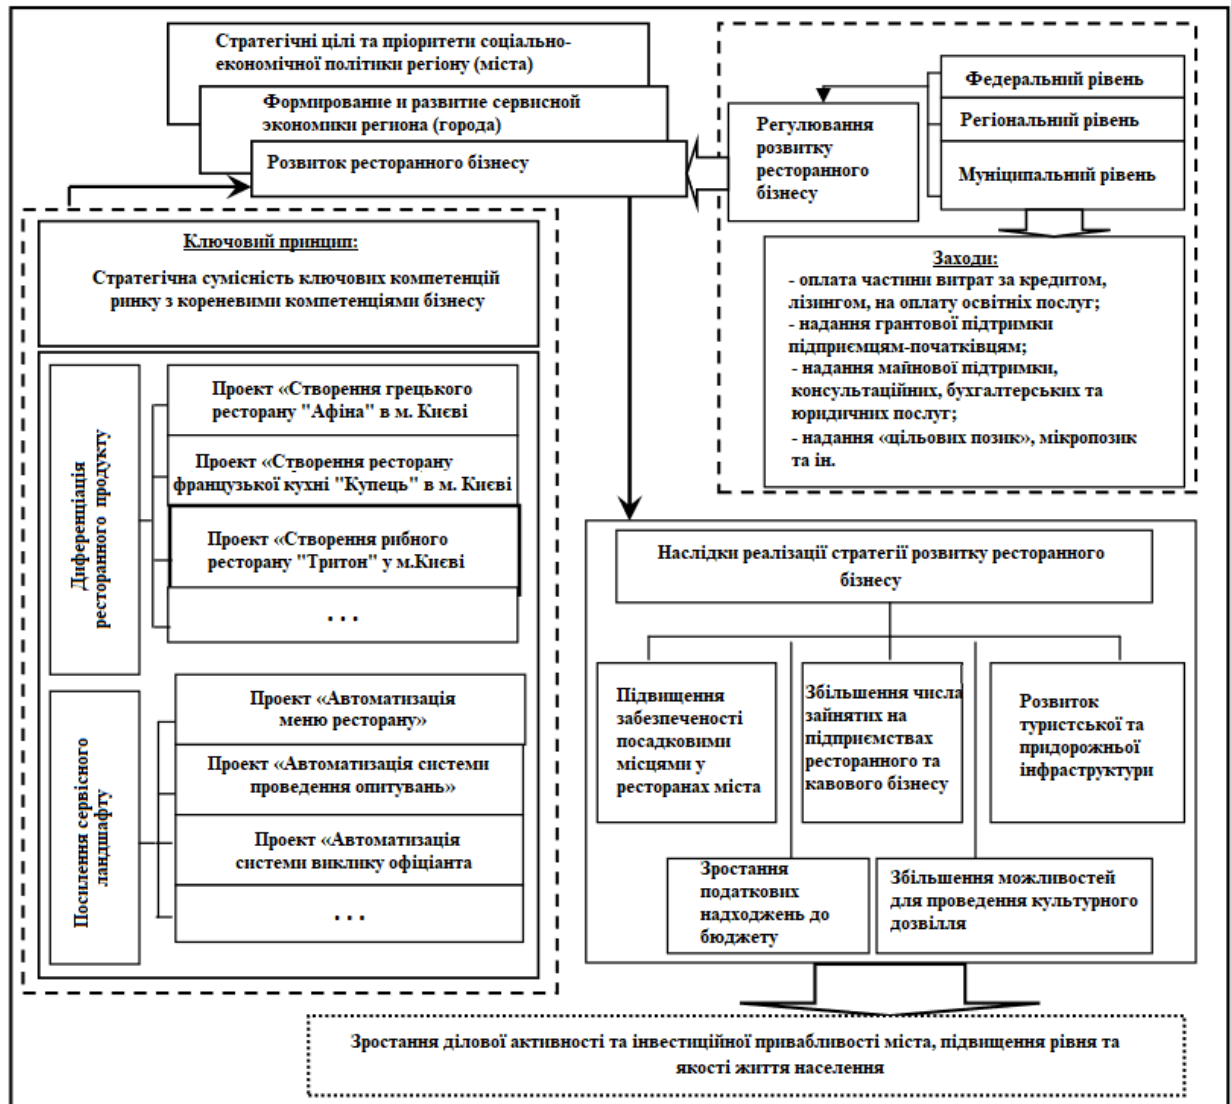 Стратегічні цілі та пріоритети соціально-
економічної політики регіону (міста)
Формирование и развитие сервисной
экономики региона (города)
Розвиток ресторанного бізнесу
Регулювання
розвитку
ресторанного
бізнесу
Федеральний рівень
Регіональний рівень
Муніципальний рівень
Заходи:
- оплата частини витрат за кредитом,
лізингом, на оплату освітніх послуг;
- надання грантової підтримки
підприємцям-початківцям;
- надання майнової підтримки,
консультаційних, бухгалтерських та
юридичних послуг;
- надання «цільових позик», мікропозик
та ін.
Ключовий принцип:
Стратегічна сумісність ключових компетенцій
ринку з кореневими компетенціями бізнесу
Диференціація
ресторанного продукту
Проект «Створення грецького
ресторану "Афіна" в м. Києві
Проект «Створення ресторану
французької кухні "Купець" в м. Києві
Проект «Створення рибного
ресторану "Тритон" у м.Києві
. . .
Посилення сервісного
ландшафту
Проект «Автоматизація
меню ресторану»
Проект «Автоматизація системи
проведення опитувань»
Проект «Автоматизація
системи виклику офіціанта
. . .
Наслідки реалізації стратегії розвитку ресторанного
бізнесу
Підвищення
забезпеченості
посадковими
місцями у
ресторанах міста
Збільшення числа
зайнятих на
підприємствах
ресторанного та
кавового бізнесу
Розвиток
туристської та
придорожньої
інфраструктури
Зростання
податкових
надходжень до
бюджету
Збільшення можливостей
для проведення культурного
дозвілля
Зростання ділової активності та інвестиційної привабливості міста, підвищення рівня та
якості життя населення